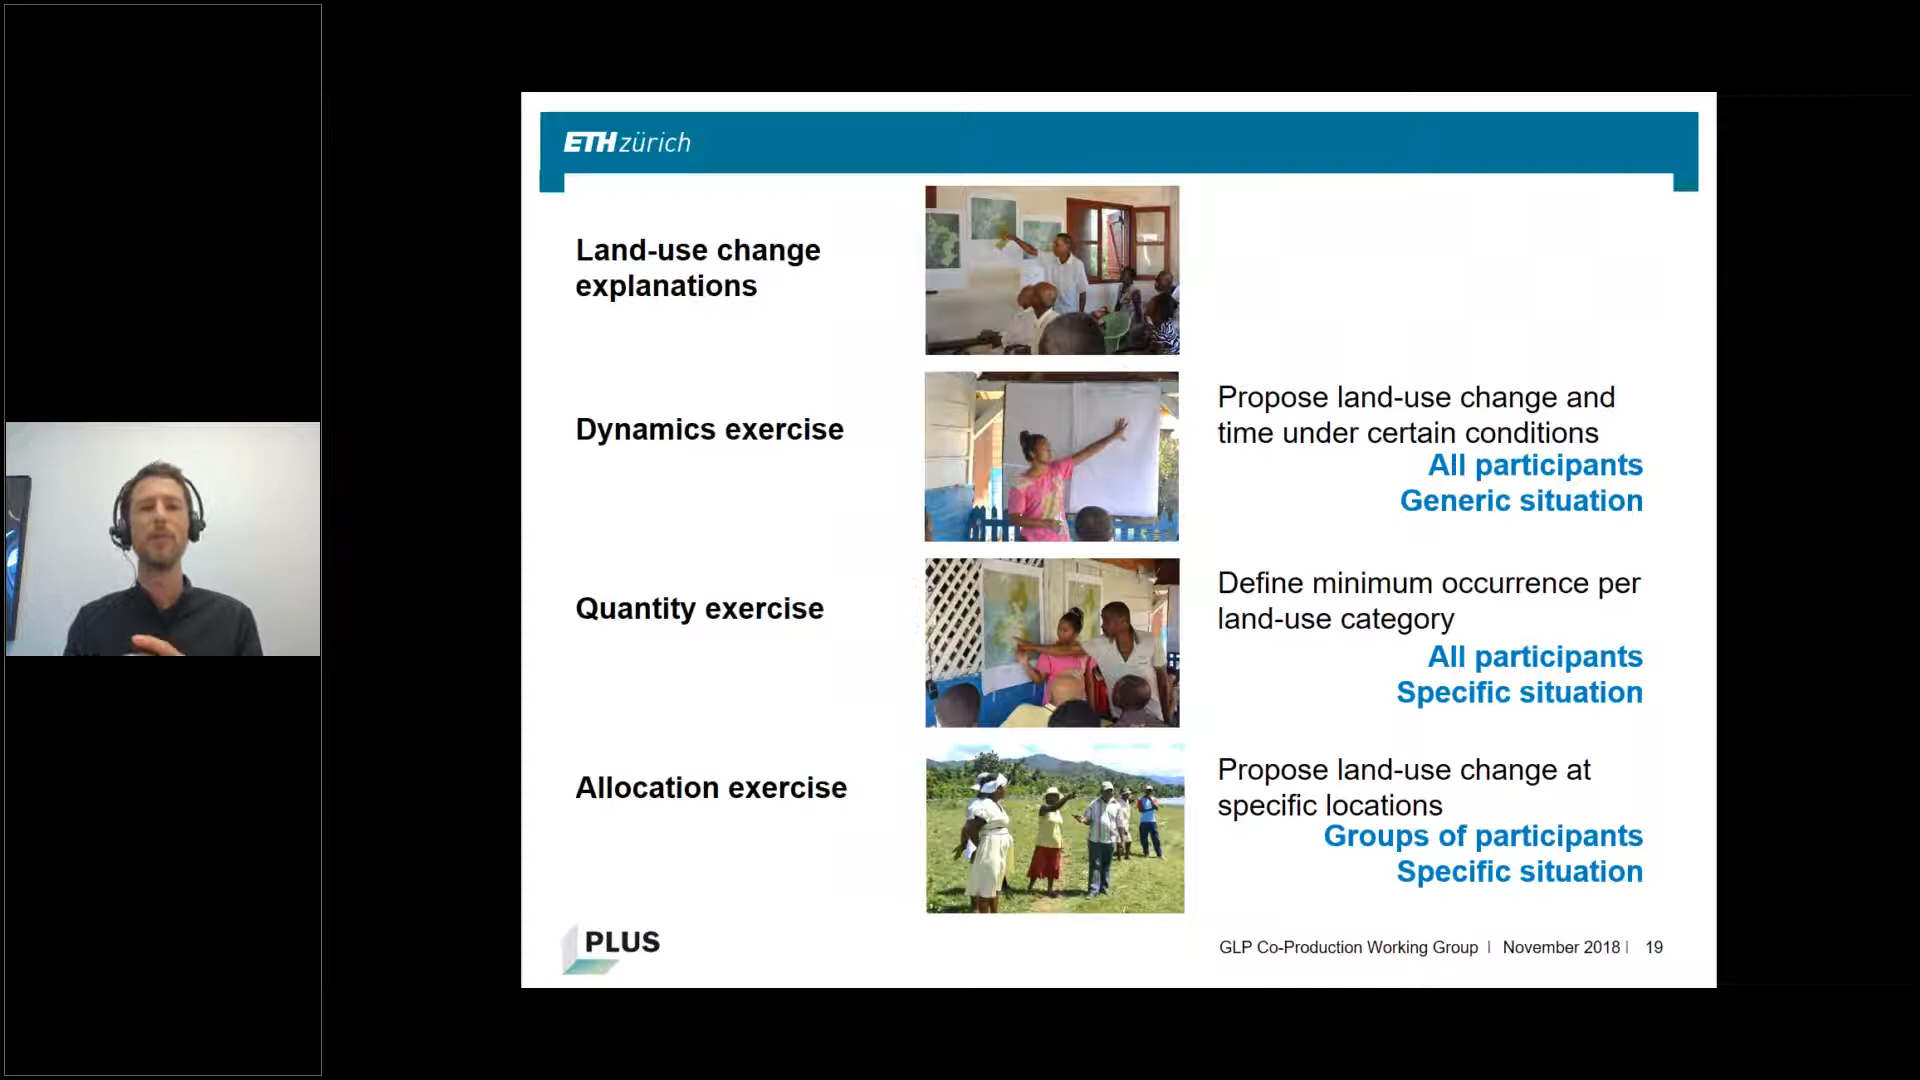 ETH zürich
Land-use change
explanations
Dynamics exercise
Propose land-use change and
time under certain conditions
All participants
Generic situation
Quantity exercise
Define minimum occurrence per
land-use category
All participants
Specific situation
Allocation exercise
Propose land-use change at
specific locations
Groups of participants
Specific situation
PLUS
GLP Co-Production Working Group | November 2018 | 19